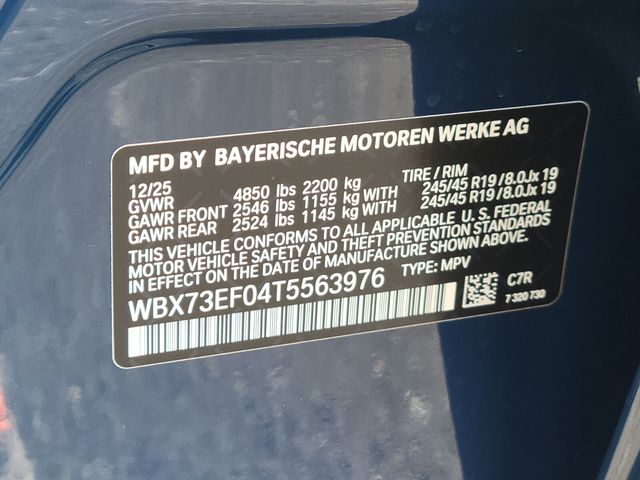 MFD BY BAYERISCHE MOTOREN WERKE AG
12/25 TIRE / RIM
GVWR 4850 lbs 2200 kg
GAWR FRONT 2546 lbs 1155 kg WITH 245/45 R19 /8.0Jx 19
GAWR REAR 2524 lbs 1145 kg WITH 245/45 R19 /8.0Jx 19
THIS VEHICLE CONFORMS TO ALL APPLICABLE U. S. FEDERAL
MOTOR VEHICLE SAFETY AND THEFT PREVENTION STANDARDS
IN EFFECT ON THE DATE OF MANUFACTURE SHOWN ABOVE.
WBX73EF04T5563976 TYPE: MPV
C7R
7 320 730